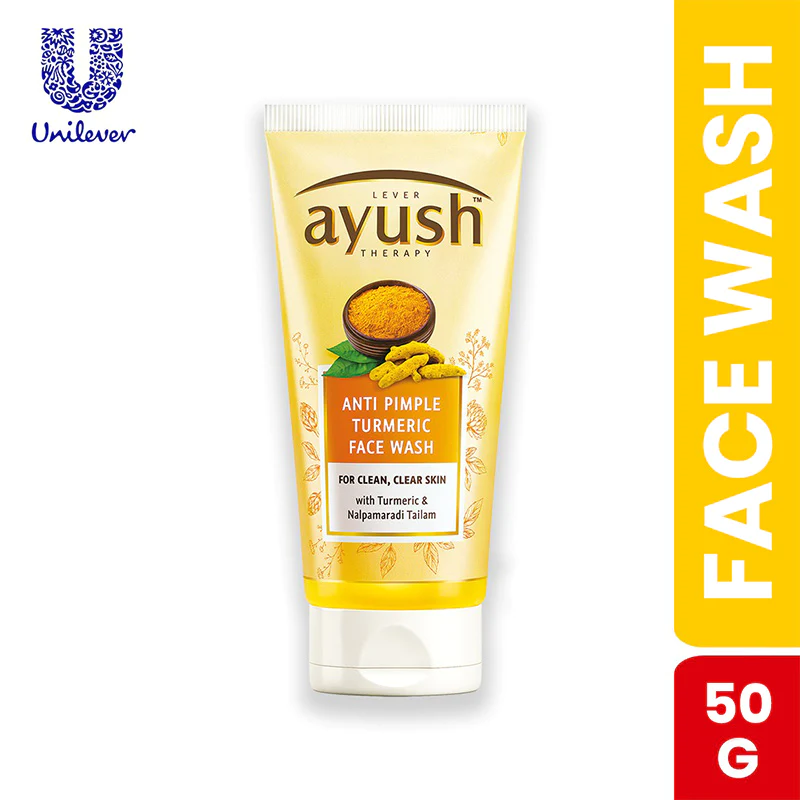 Unilever
LEVER
ayush™
THERAPY
ANTI PIMPLE
TURMERIC
FACE WASH
FOR CLEAN, CLEAR SKIN
with Turmeric &
Nalpamaradi Tailam
FACE WASH
50
G